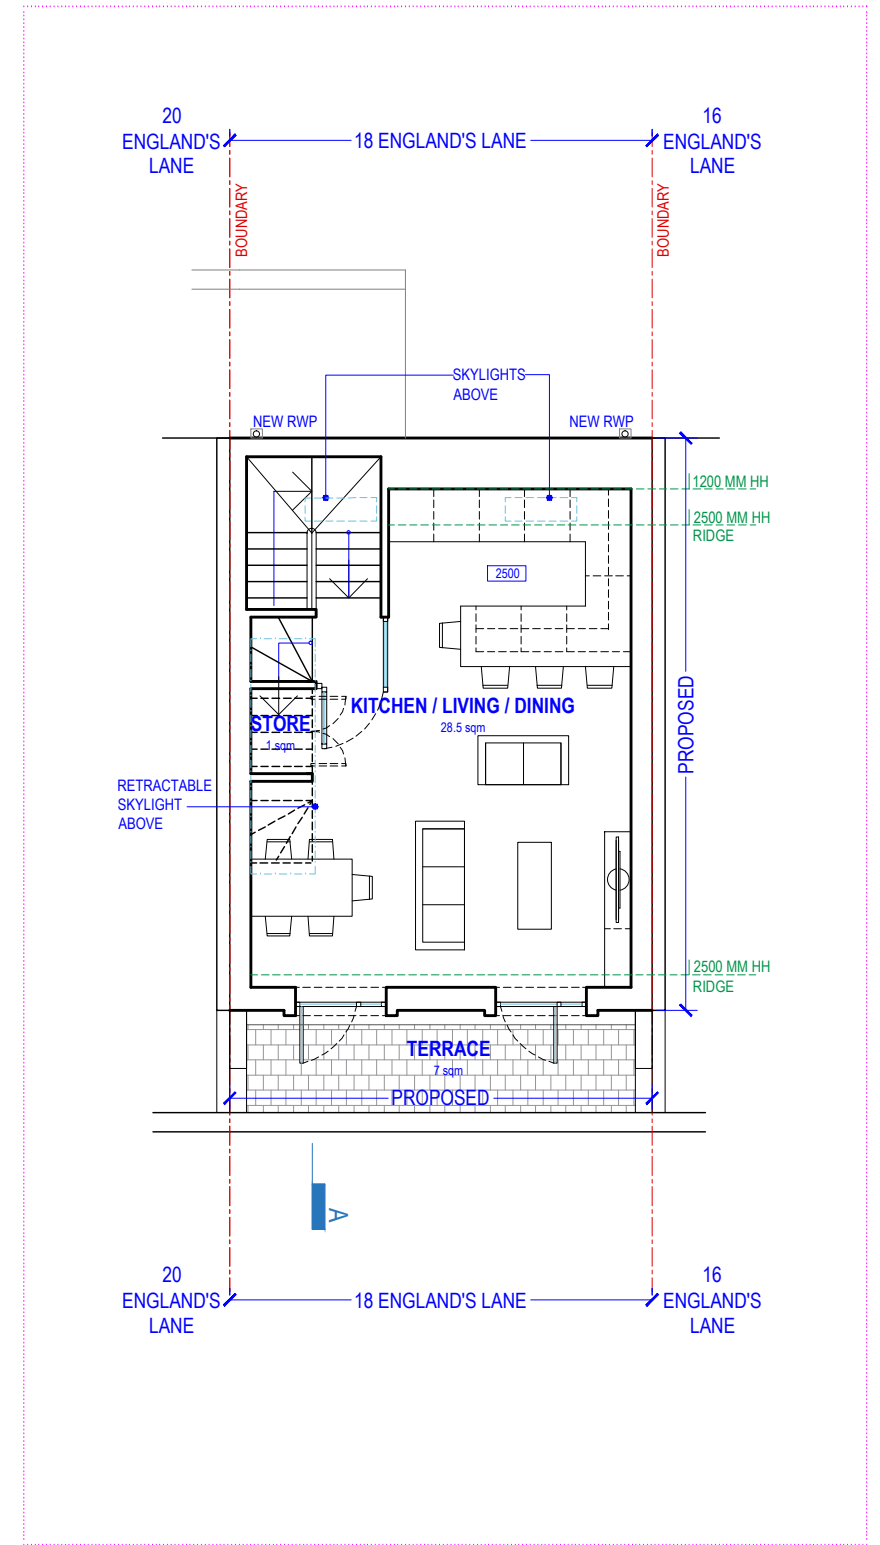 20
ENGLAND'S
LANE
18 ENGLAND'S LANE
16
ENGLAND'S
LANE
BOUNDARY
BOUNDARY
SKYLIGHTS
ABOVE
NEW RWP
NEW RWP
1200 MM HH
2500 MM HH
RIDGE
2500
KITCHEN / LIVING / DINING
28.5 sqm
STORE
1 sqm
PROPOSED
RETRACTABLE
SKYLIGHT
ABOVE
2500 MM HH
RIDGE
TERRACE
7 sqm
PROPOSED
A
20
ENGLAND'S
LANE
18 ENGLAND'S LANE
16
ENGLAND'S
LANE